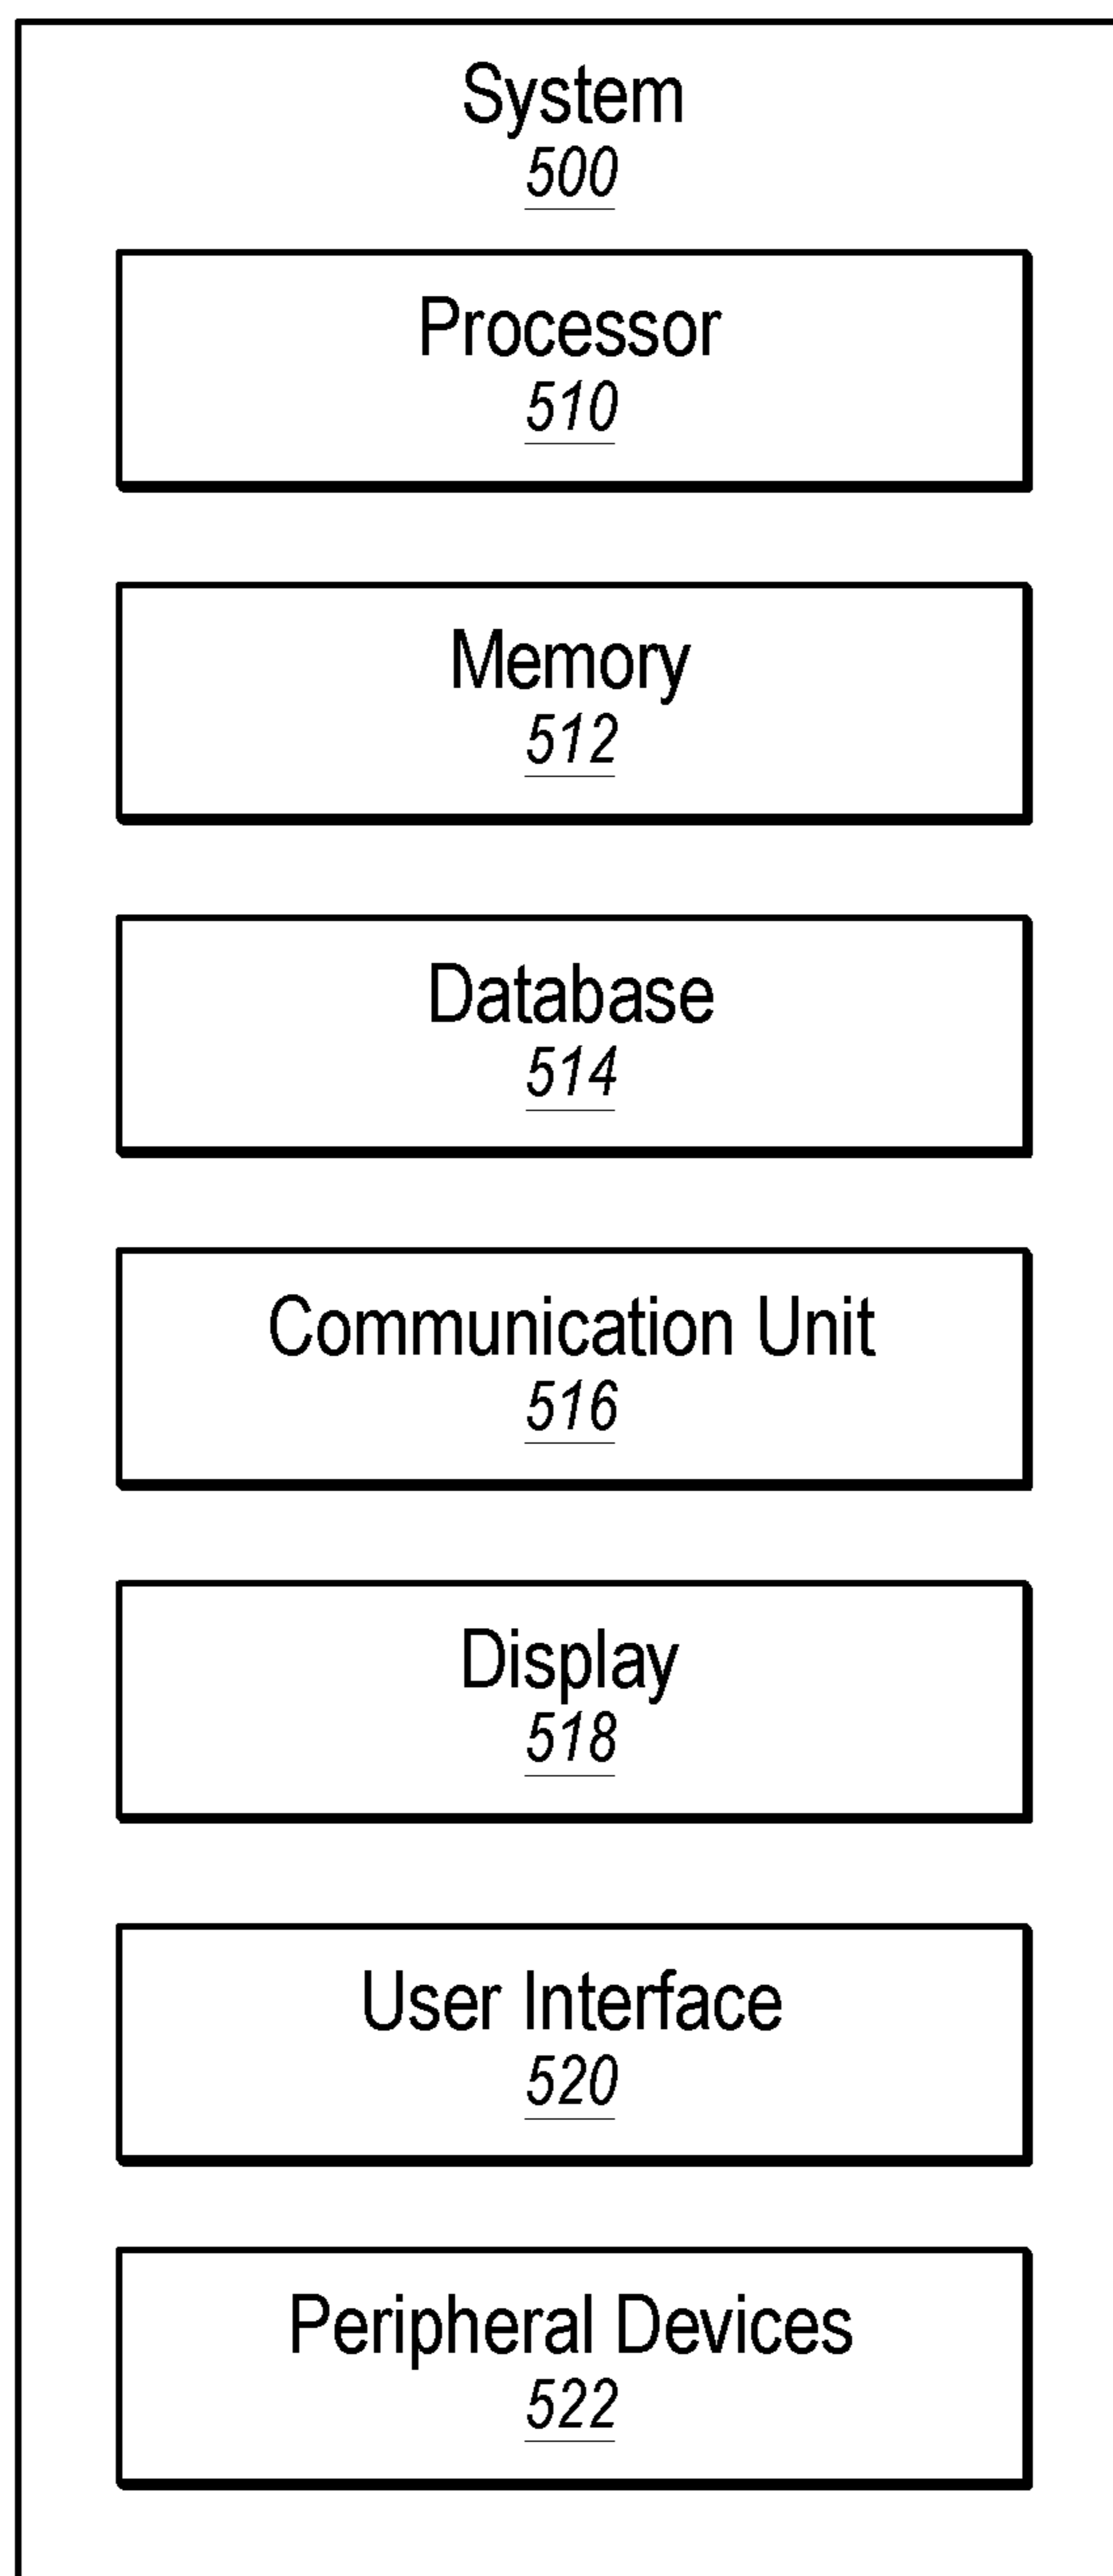 System
500
Processor
510
Memory
512
Database
514
Communication Unit
516
Display
518
User Interface
520
Peripheral Devices
522